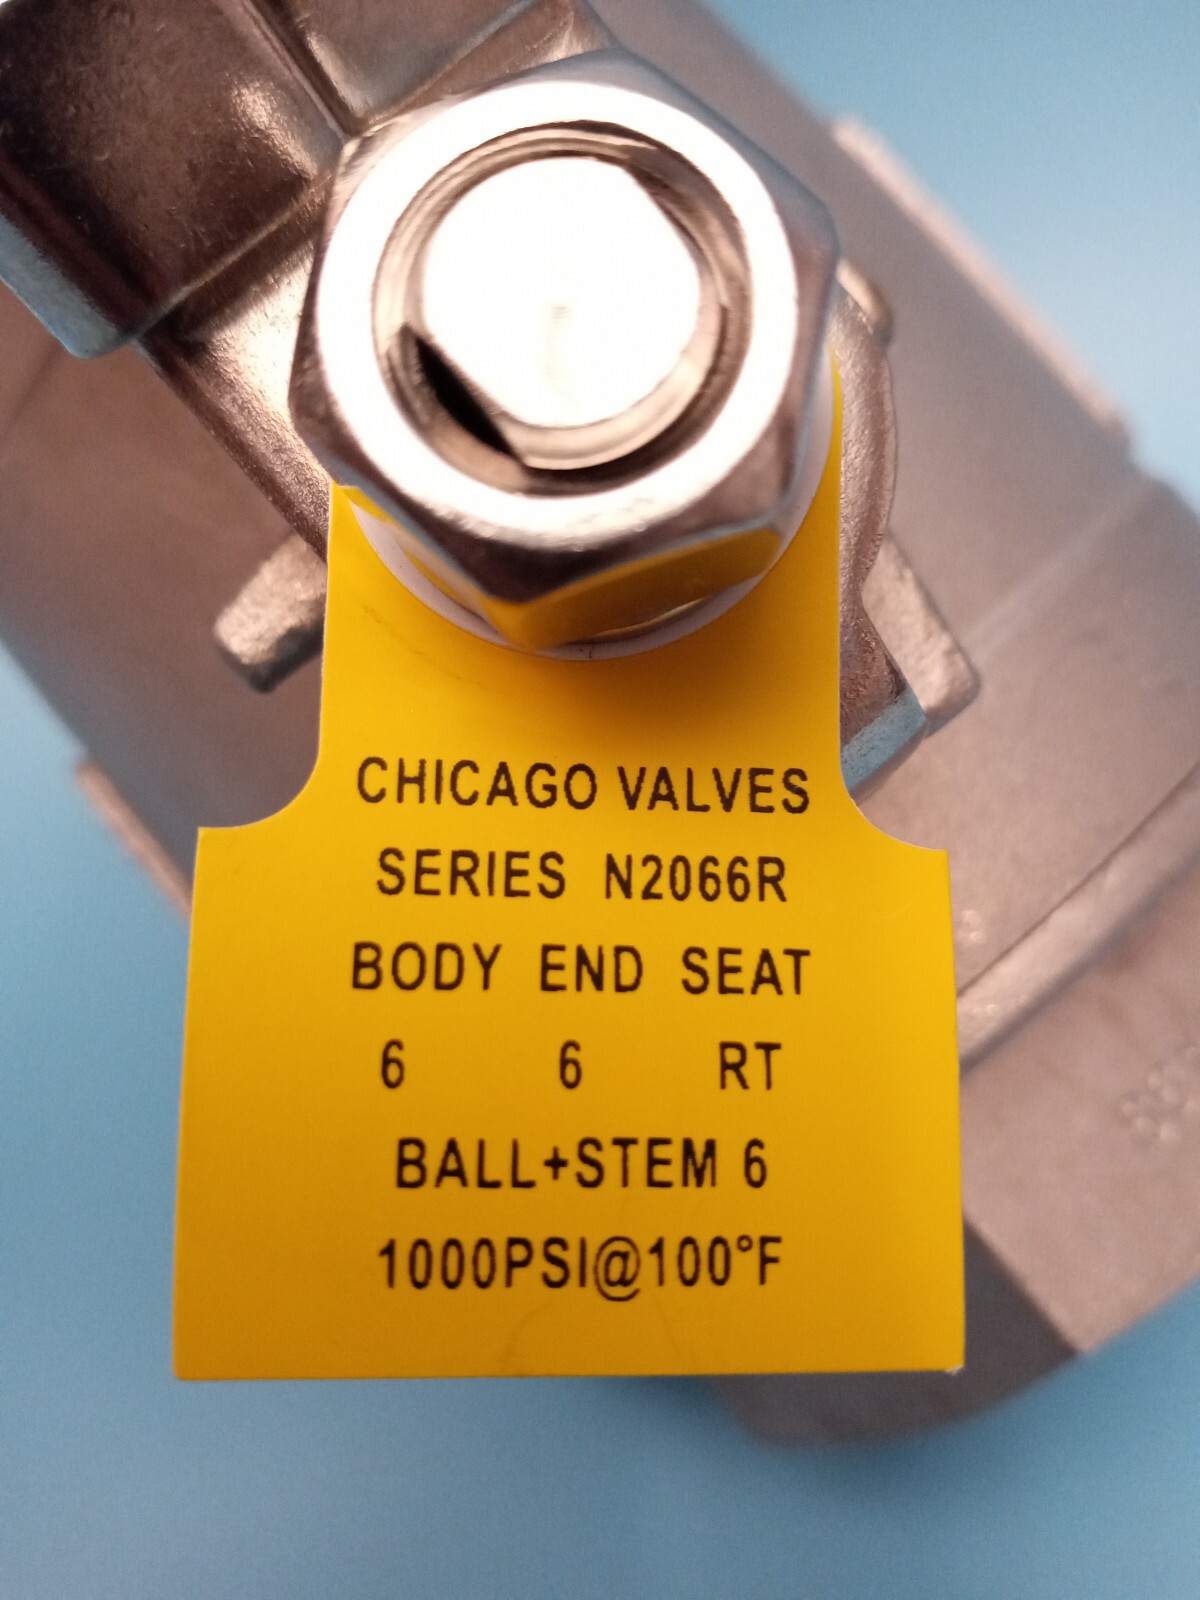 CHICAGO VALVES
SERIES N2066R
BODY END SEAT
6 6 RT
BALL+STEM 6
1000PSI@100°F